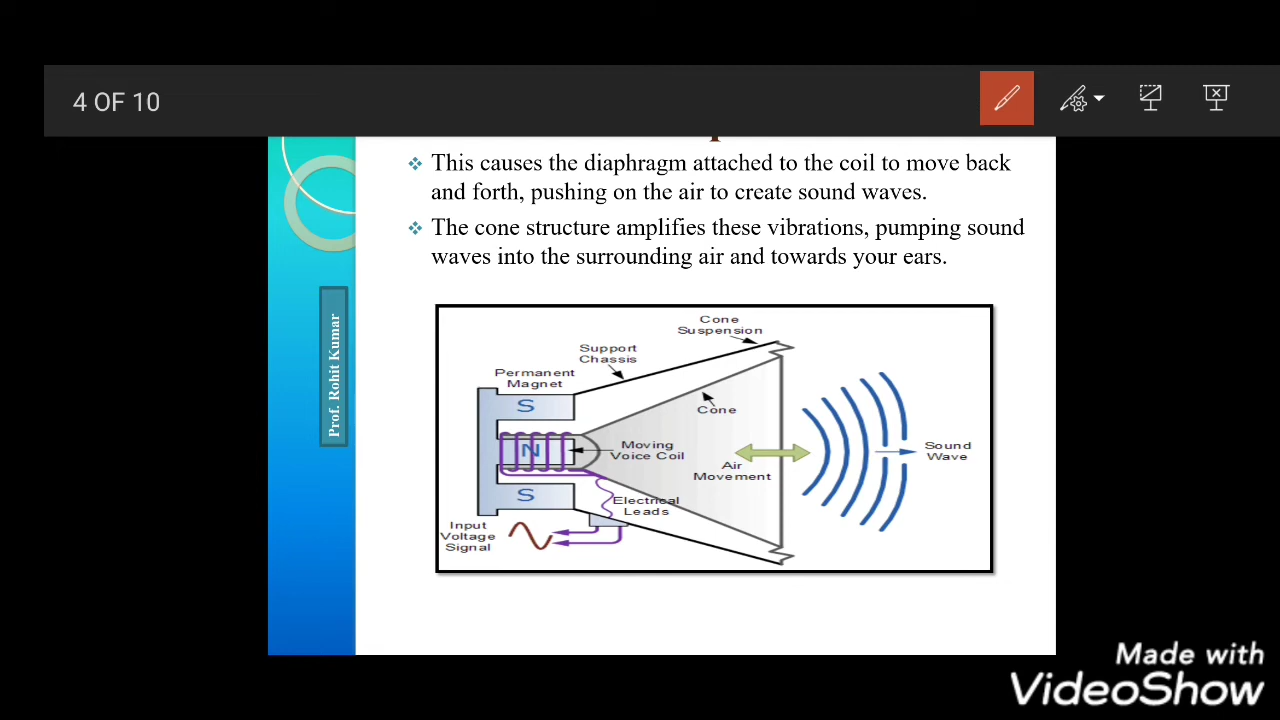 4 OF 10
❖ This causes the diaphragm attached to the coil to move back
and forth, pushing on the air to create sound waves.
❖ The cone structure amplifies these vibrations, pumping sound
waves into the surrounding air and towards your ears.
Prof. Rohit Kumar
Cone
Suspension
Support
Chassis
Permanent
Magnet
S
Cone
N
Moving
Voice Coil
Sound
Wave
Air
Movement
S
Electrical
Leads
Input
Voltage
Signal
Made with
VideoShow